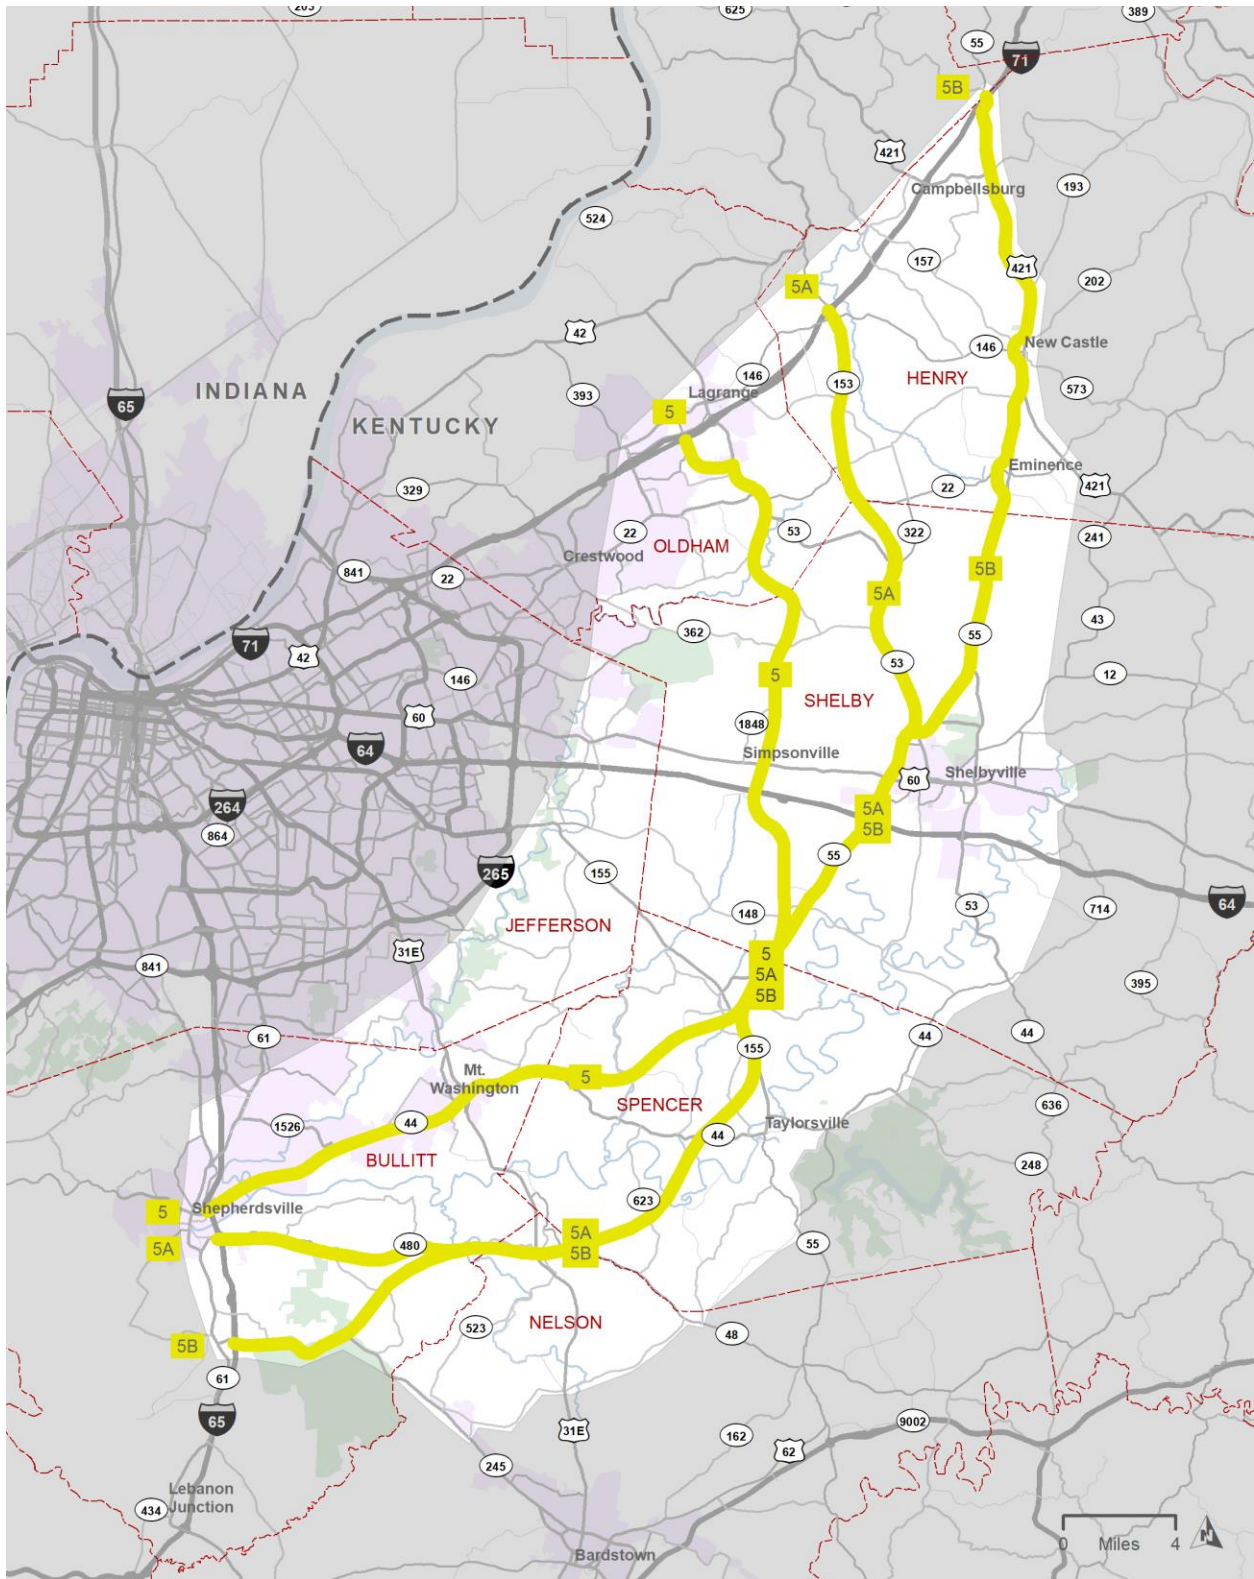 203
625
389
55
71
5B
421
Campbellsburg
193
524
157
421
202
5A
42
146
New Castle
INDIANA
65
393
146
153
HENRY
573
Lagrange
5
KENTUCKY
Eminence
421
329
22
22
53
322
241
OLDHAM
Crestwood
841
22
5A
5B
43
362
55
71
42
146
53
12
5
SHELBY
60
1848
64
Simpsonville
60
Shelbyville
264
864
5A
5B
55
265
155
64
148
53
714
JEFFERSON
31E
5
5A
5B
841
395
61
44
44
155
Mt.
Washington
5
SPENCER
636
1526
44
Taylorsville
44
BULLITT
248
623
5
Shepherdsville
5A
480
5A
5B
55
NELSON
523
48
5B
61
65
31E
9002
162
62
245
Lebanon
Junction
434
Bardstown
0 Miles 4
N